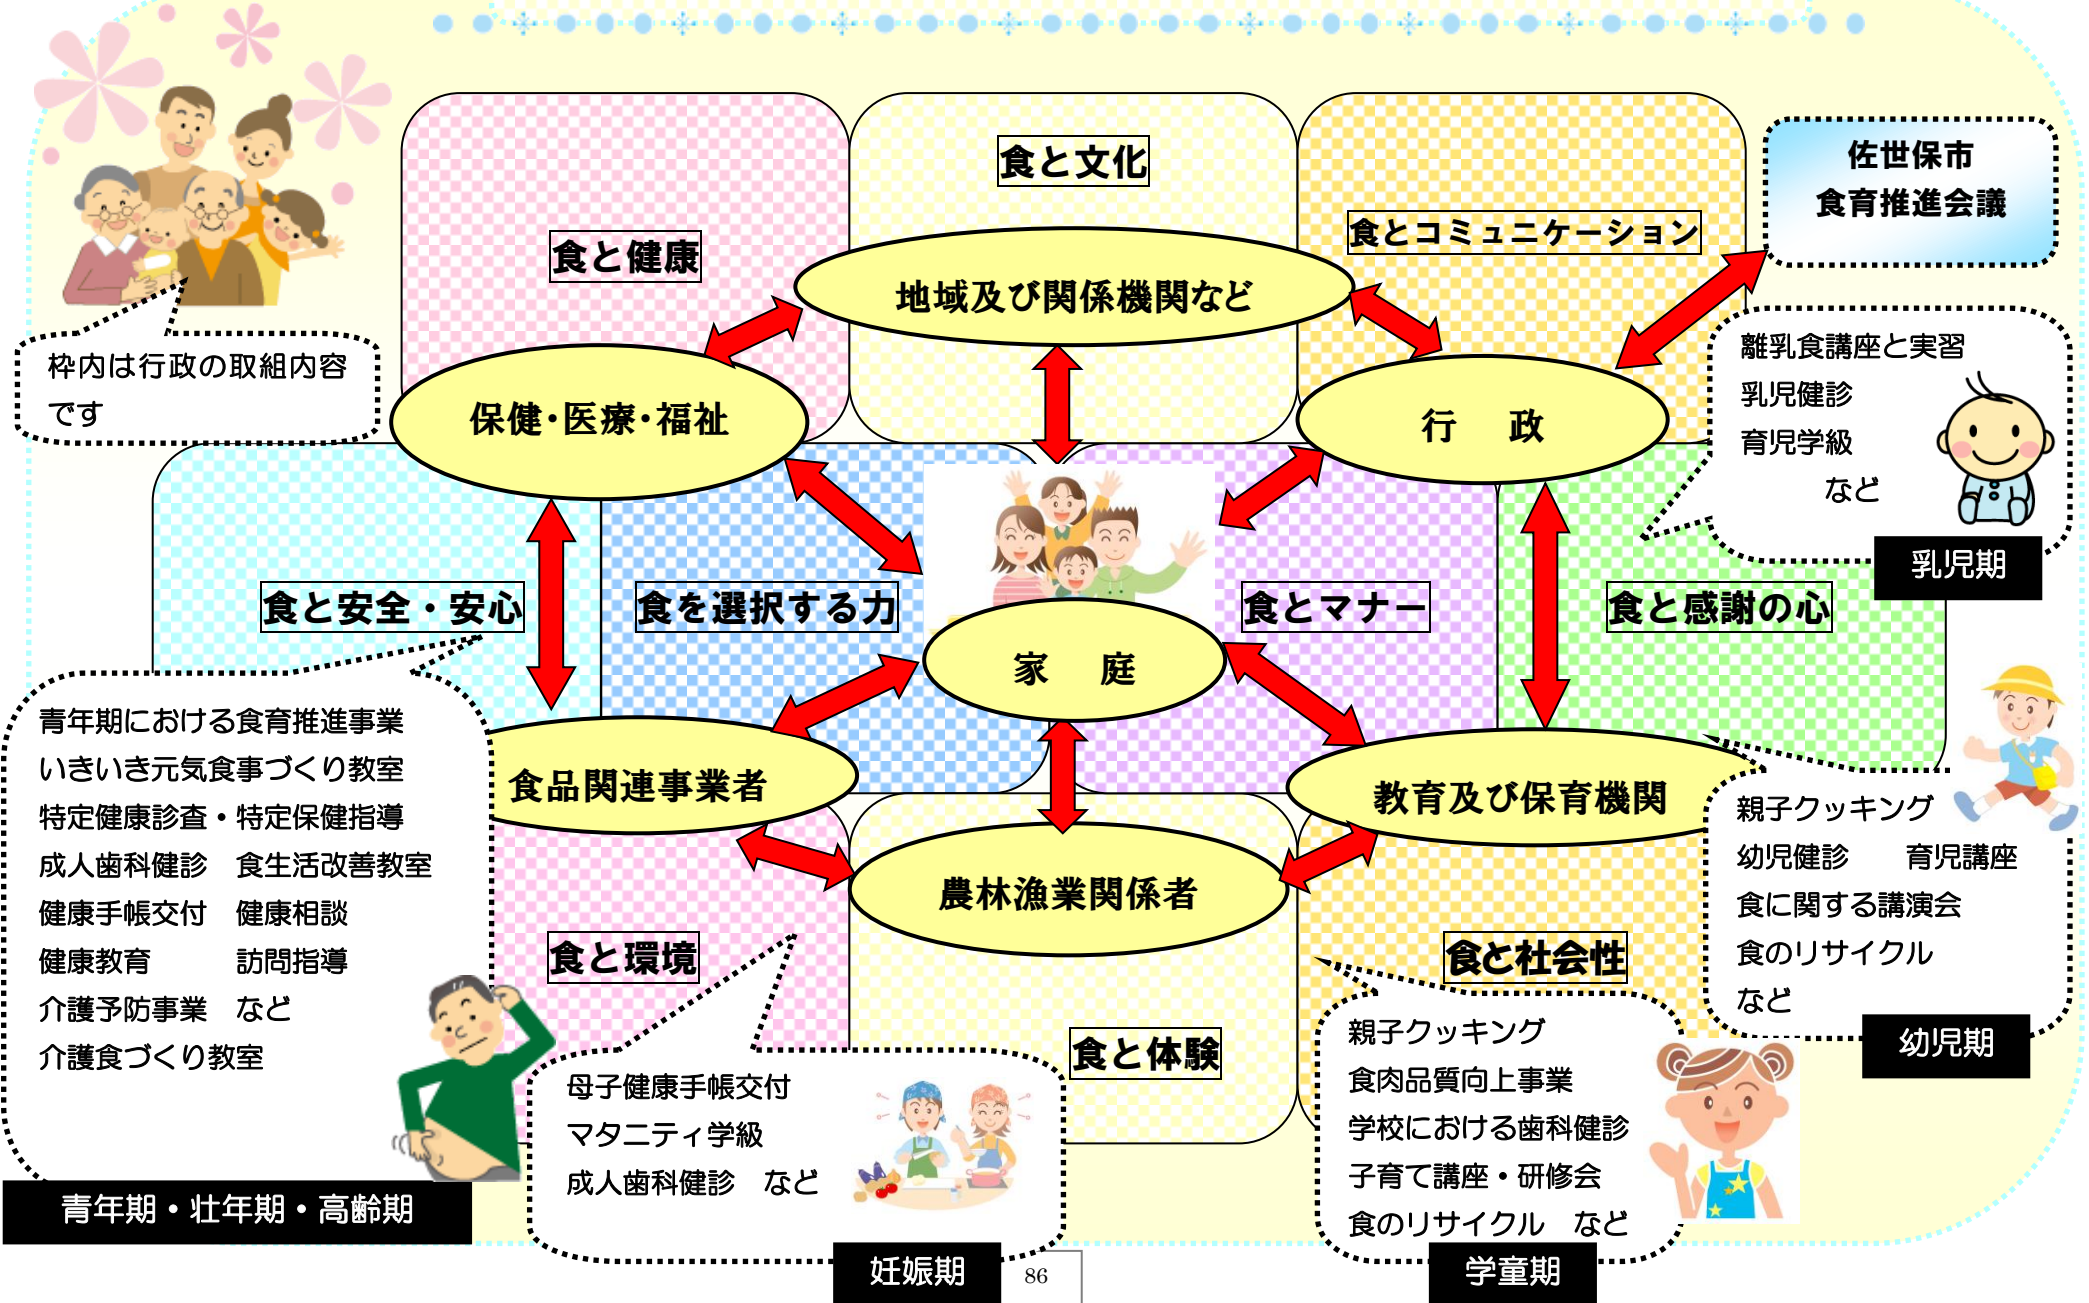 食と文化
佐世保市
食育推進会議
食とコミュニケーション
食と健康
地域及び関係機関など
枠内は行政の取組内容
です
保健・医療・福祉
行　政
離乳食講座と実習
乳児健診
育児学級
など
乳児期
食と安全・安心
食を選択する力
食とマナー
食と感謝の心
家　庭
青年期における食育推進事業
いきいき元気食事づくり教室
特定健康診査・特定保健指導
成人歯科健診　食生活改善教室
健康手帳交付　健康相談
健康教育　　　訪問指導
介護予防事業　など
介護食づくり教室
青年期・壮年期・高齢期
食品関連事業者
教育及び保育機関
農林漁業関係者
親子クッキング
幼児健診　　育児講座
食に関する講演会
食のリサイクル
など
幼児期
食と環境
食と社会性
食と体験
母子健康手帳交付
マタニティ学級
成人歯科健診　など
妊娠期
親子クッキング
食肉品質向上事業
学校における歯科健診
子育て講座・研修会
食のリサイクル　など
学童期
86